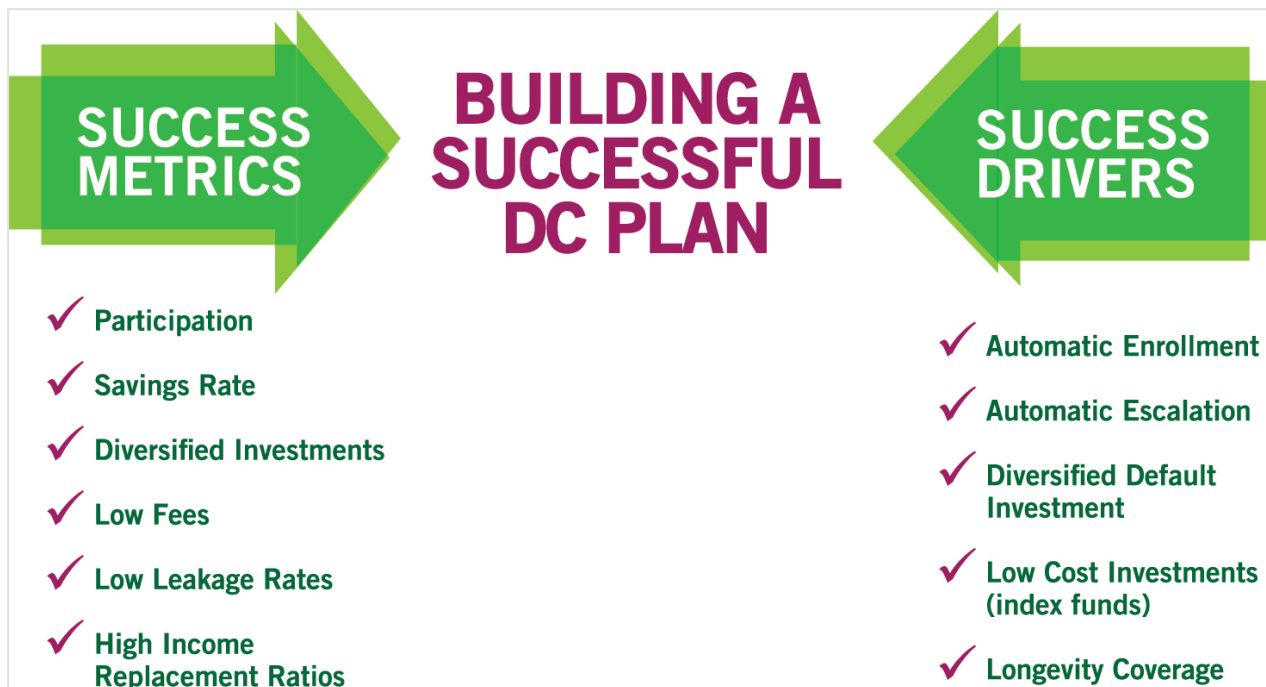 SUCCESS
METRICS
BUILDING A
SUCCESSFUL
DC PLAN
SUCCESS
DRIVERS
Participation
Savings Rate
Diversified Investments
Low Fees
Low Leakage Rates
High Income
Replacement Ratios
Automatic Enrollment
Automatic Escalation
Diversified Default
Investment
Low Cost Investments
(index funds)
Longevity Coverage